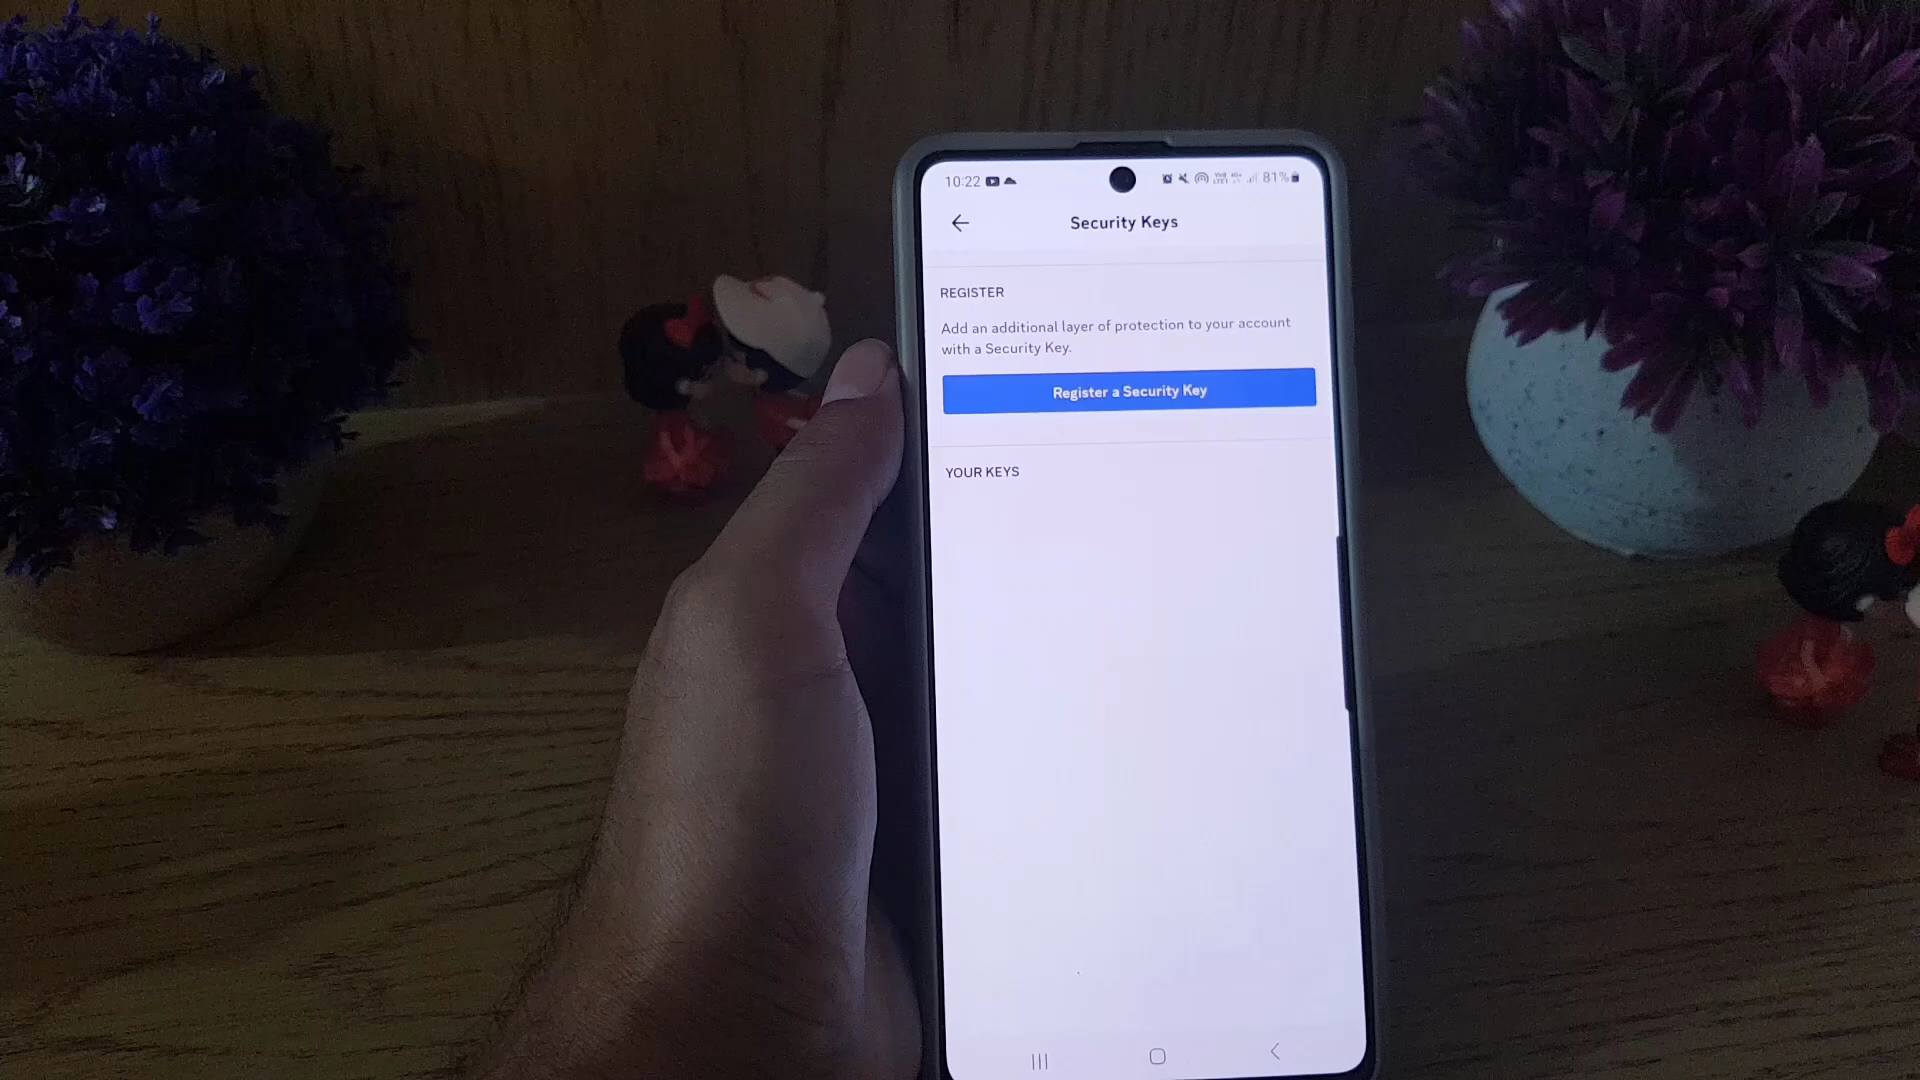 10:22
81%
Security Keys
REGISTER
Add an additional layer of protection to your account
with a Security Key.
Register a Security Key
YOUR KEYS